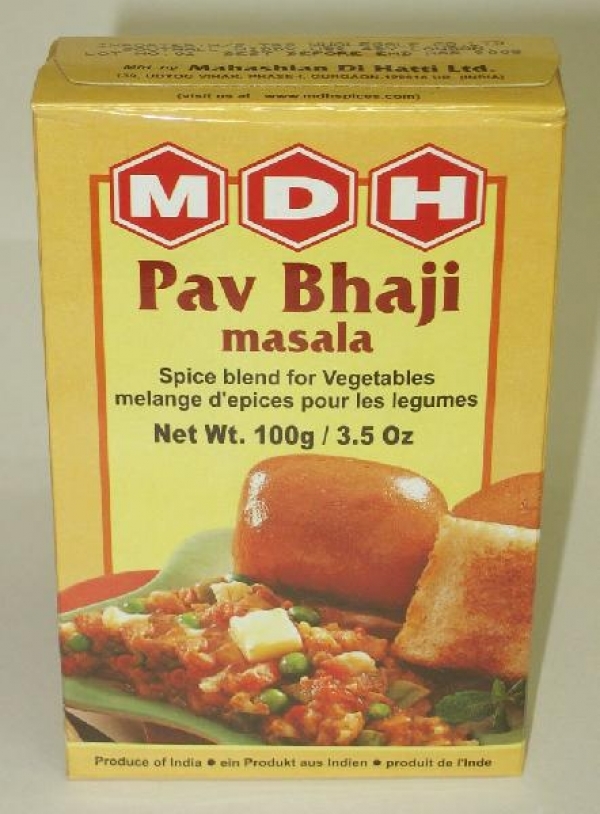 Mfd. by Mahashian Di Hatti Ltd.
(visit us at www.mdhspices.com)
MDH
Pav Bhaji
masala
Spice blend for Vegetables
melange d'epices pour les legumes
Net Wt. 100g / 3.5 Oz
Produce of India • ein Produkt aus Indien • produit de l'Inde